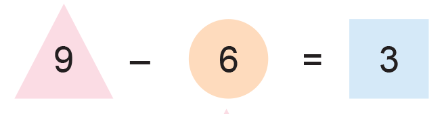 9 – 6 = 3